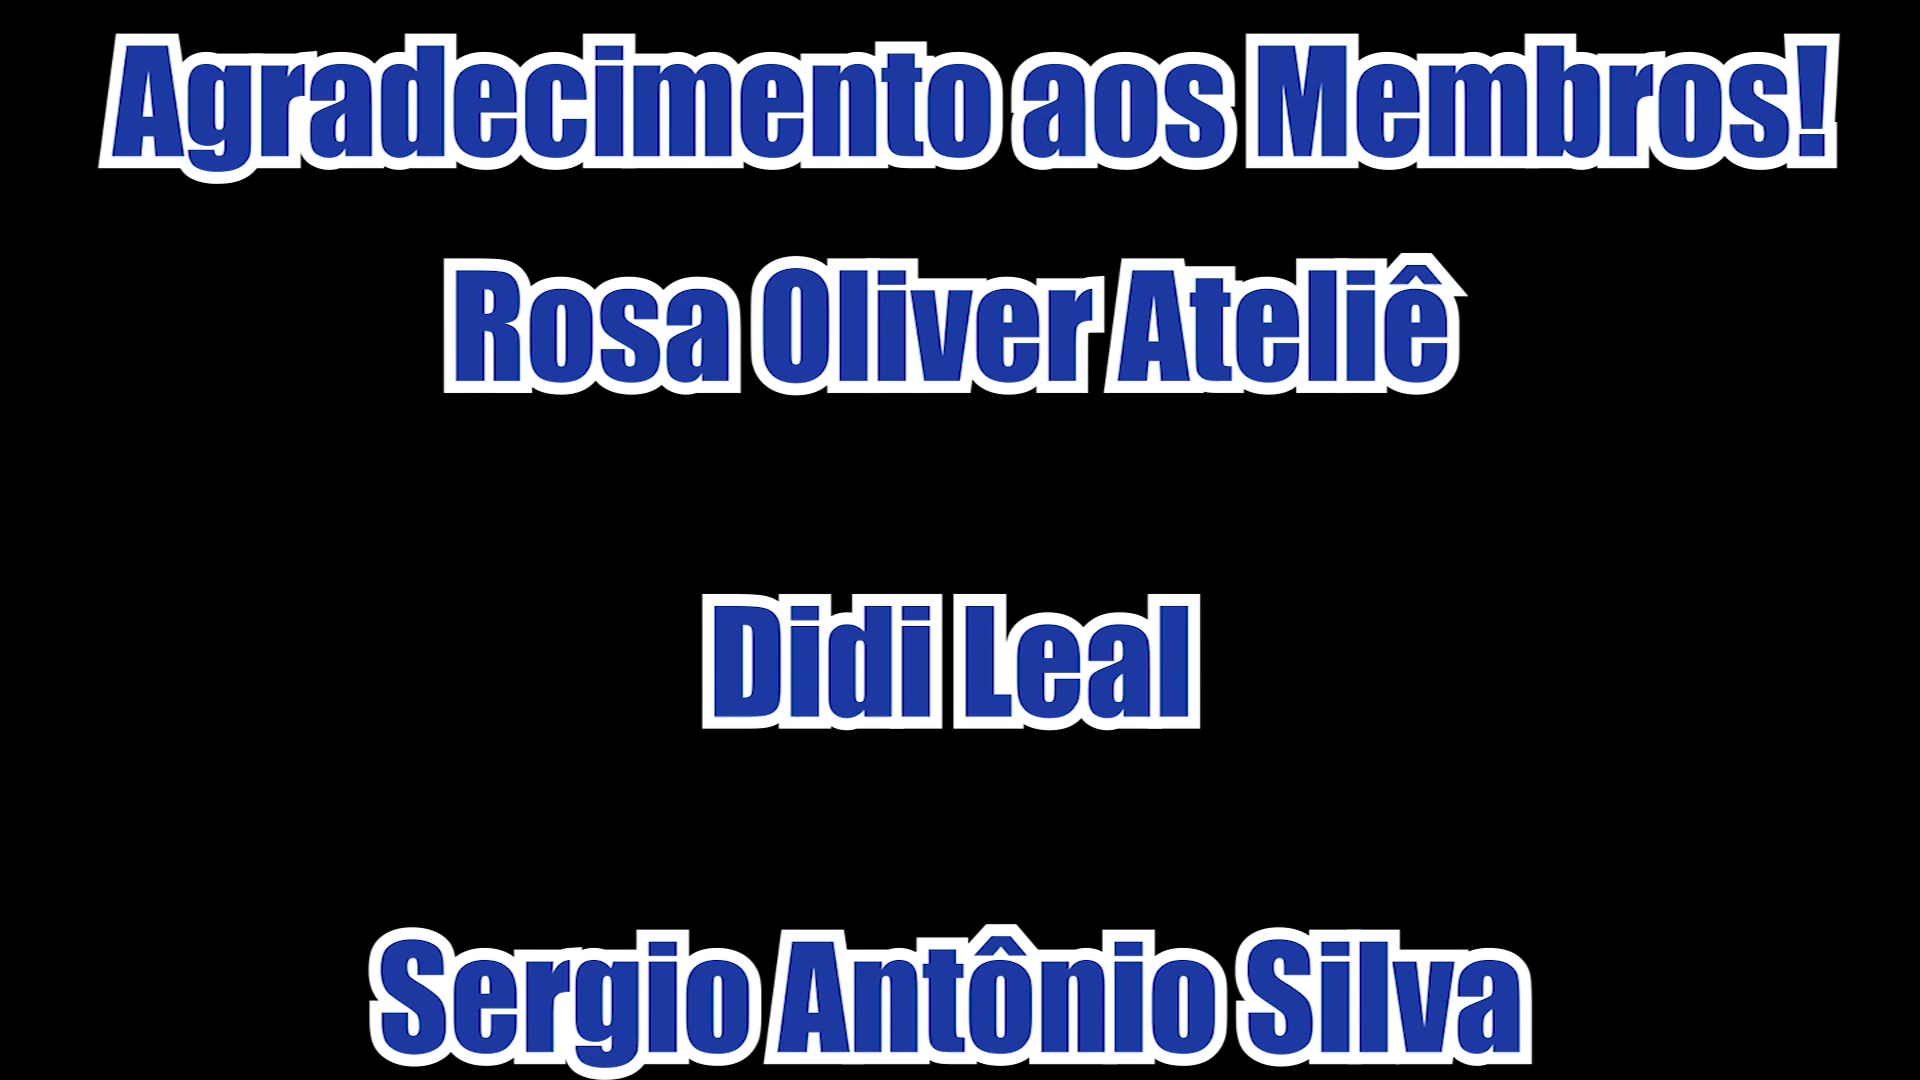 Agradecimento aos Membros!
Rosa Oliver Ateliê
Didi Leal
Sergio Antônio Silva